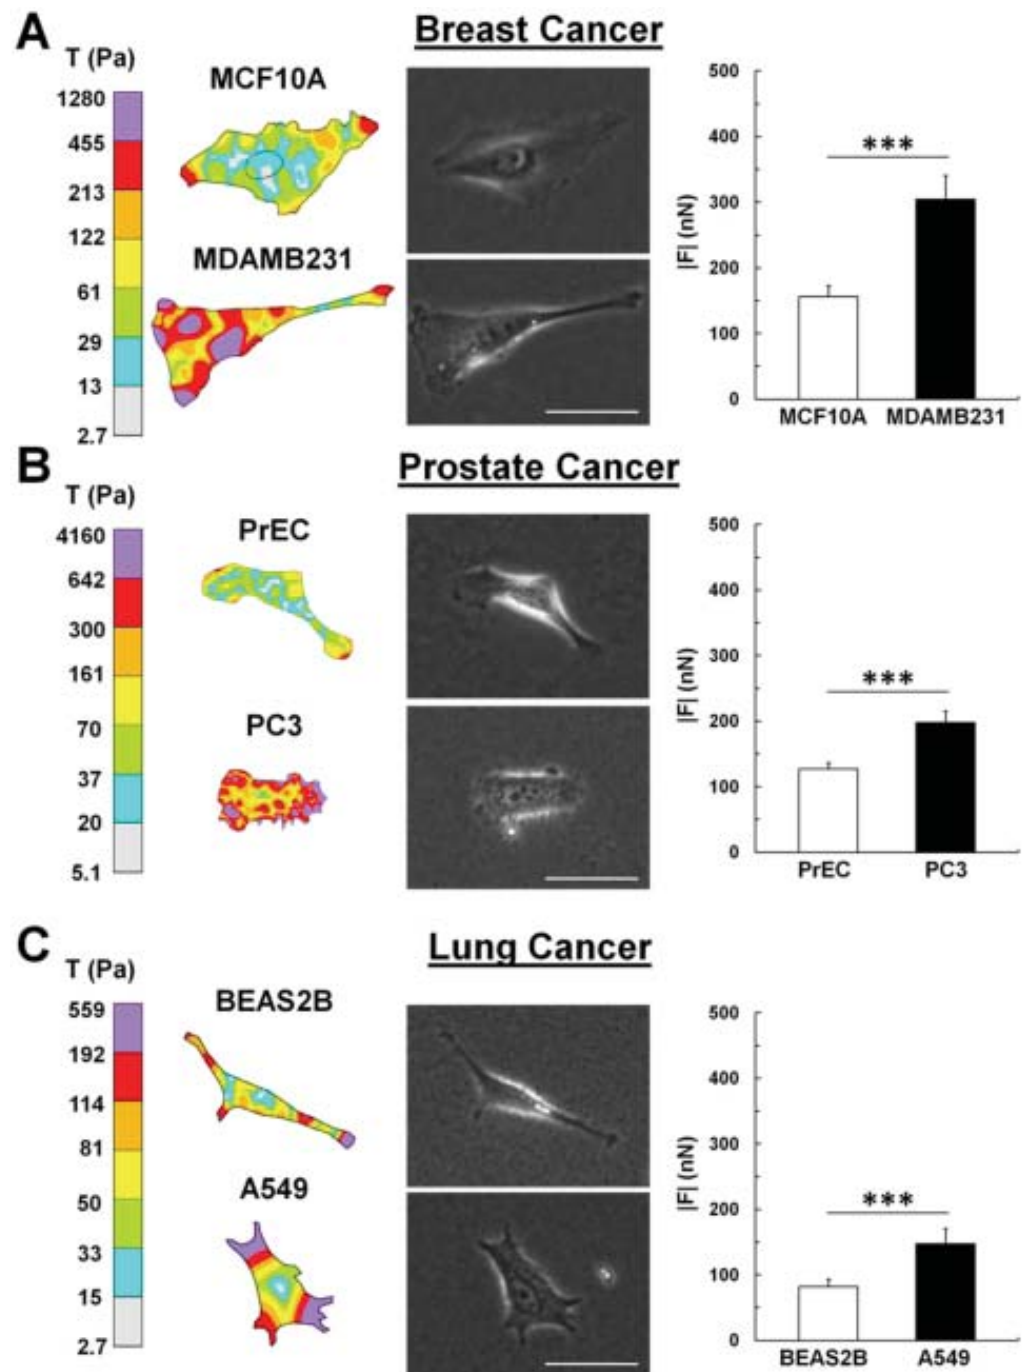 A
Breast Cancer
T (Pa)
MCF10A
1280
455
213
122
61
29
13
2.7
MDAMB231
|F| (nN)
500
400
300
200
100
0
***
MCF10A MDAMB231
B
Prostate Cancer
T (Pa)
PrEC
4160
642
300
161
70
37
20
5.1
PC3
|F| (nN)
500
400
300
200
100
0
***
PrEC PC3
C
Lung Cancer
T (Pa)
BEAS2B
559
192
114
81
50
33
15
2.7
A549
|F| (nN)
500
400
300
200
100
0
***
BEAS2B A549